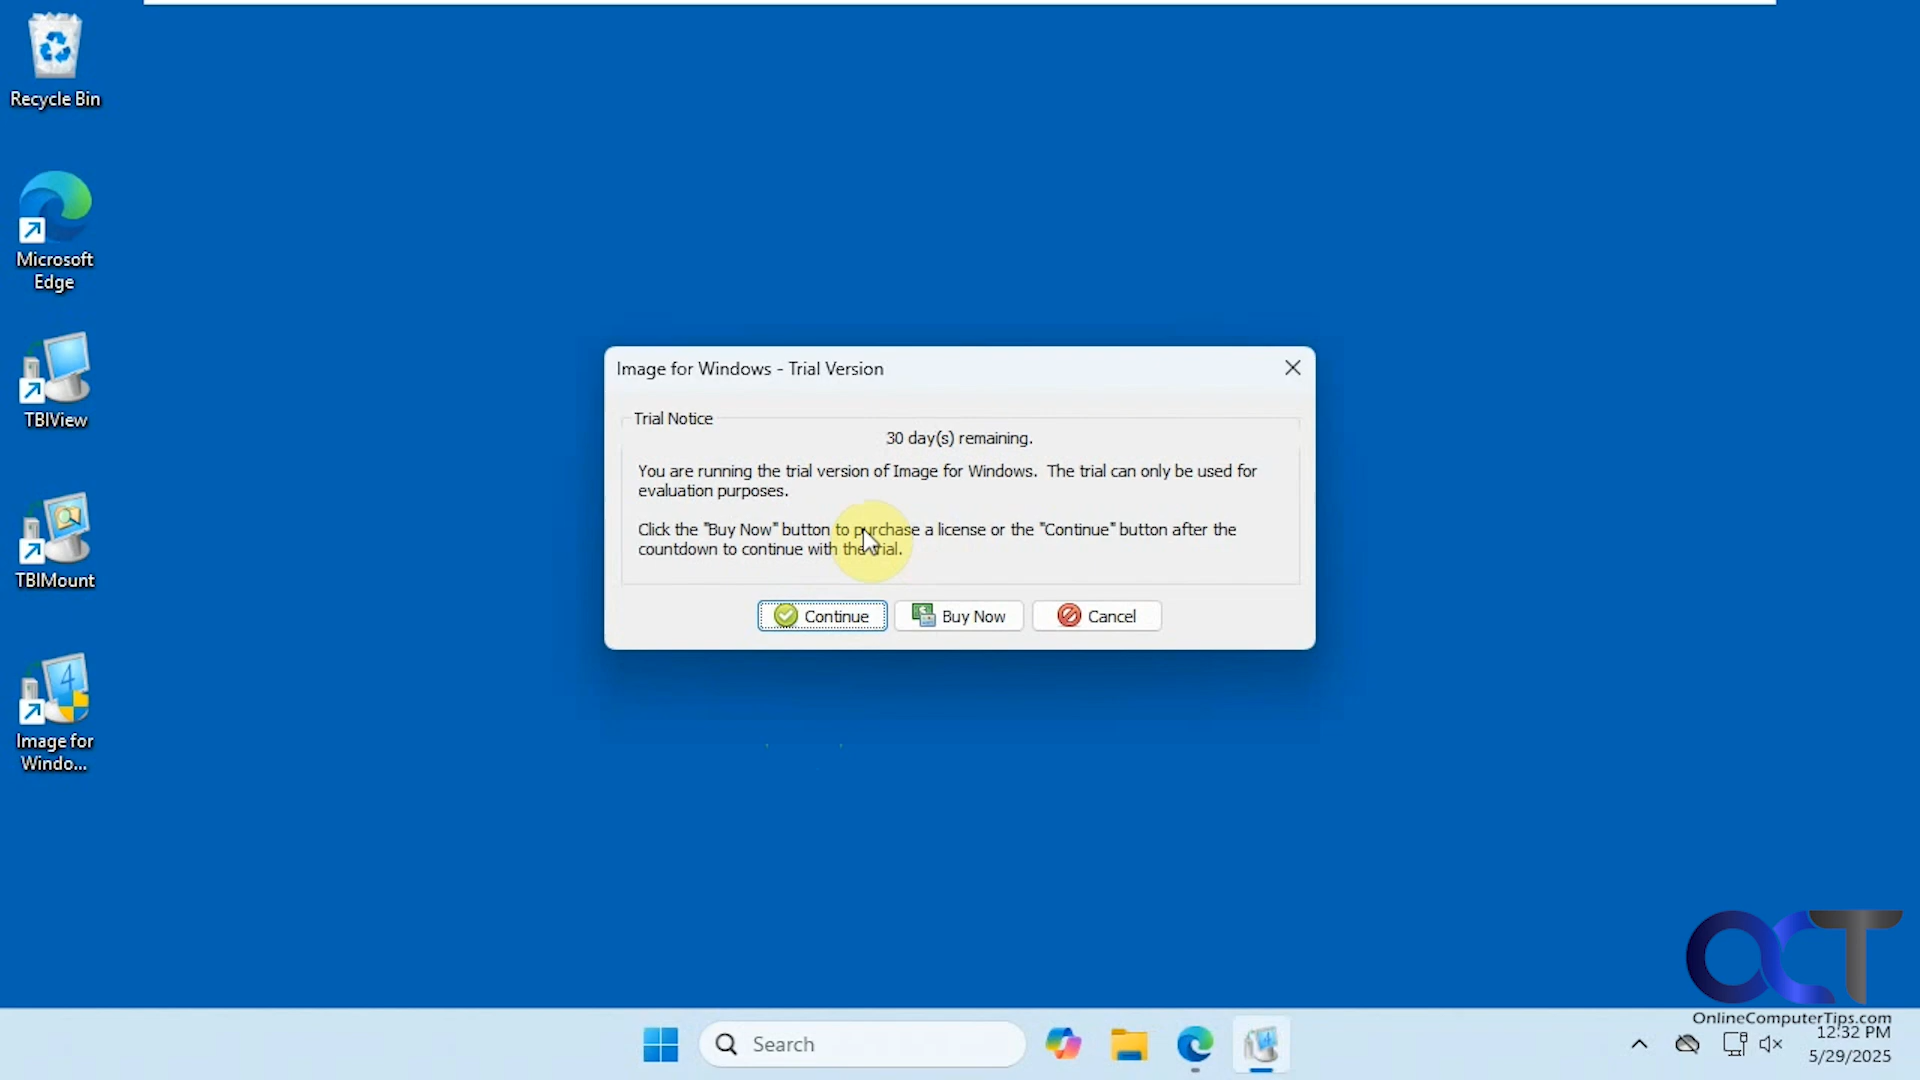 Recycle Bin
Microsoft
Edge
TBIView
TBIMount
4
Image for
Windo...
Image for Windows - Trial Version
Trial Notice
30 day(s) remaining.
You are running the trial version of Image for Windows. The trial can only be used for
evaluation purposes.
Click the "Buy Now" button to purchase a license or the "Continue" button after the
countdown to continue with the trial.
Continue
Buy Now
Cancel
OCT
OnlineComputerTips.com
Search
12:32 PM
5/29/2025